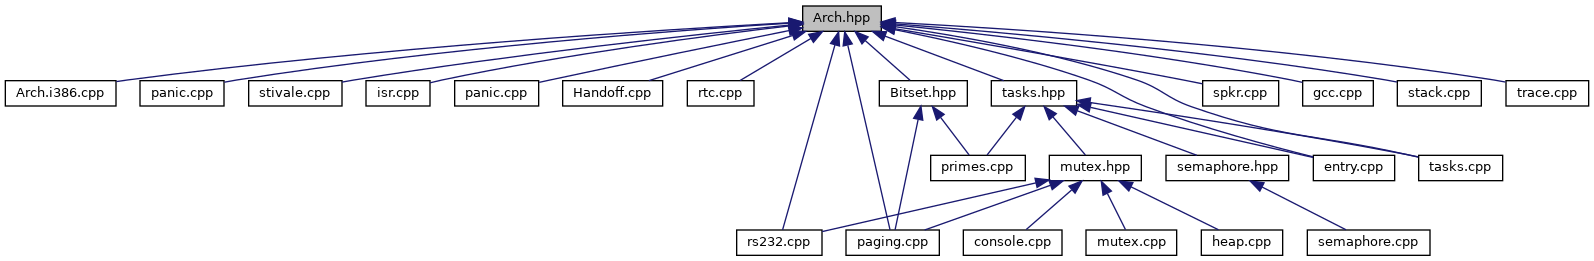 Arch.hpp
Arch.i386.cpp
panic.cpp
stivale.cpp
isr.cpp
panic.cpp
Handoff.cpp
rtc.cpp
Bitset.hpp
tasks.hpp
spkr.cpp
gcc.cpp
stack.cpp
trace.cpp
primes.cpp
mutex.hpp
semaphore.hpp
entry.cpp
tasks.cpp
rs232.cpp
paging.cpp
console.cpp
mutex.cpp
heap.cpp
semaphore.cpp